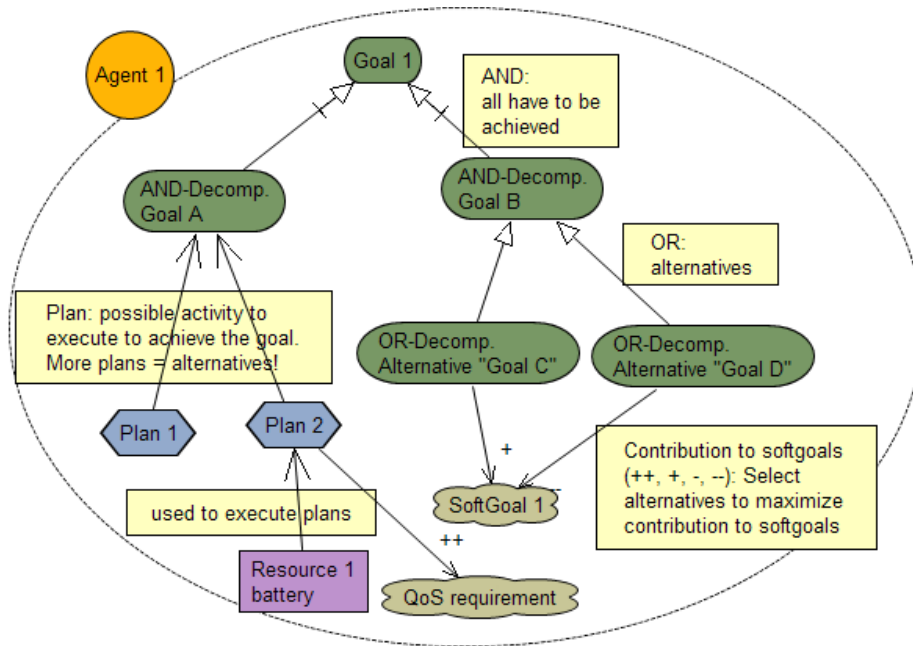 Agent 1
Goal 1
AND:
all have to be
achieved
AND-Decomp.
Goal A
AND-Decomp.
Goal B
OR:
alternatives
Plan: possible activity to
execute to achieve the goal.
More plans = alternatives!
OR-Decomp.
Alternative "Goal C"
OR-Decomp.
Alternative "Goal D"
Plan 1
Plan 2
+
--
Contribution to softgoals
(++, +, -, --): Select
alternatives to maximize
contribution to softgoals
SoftGoal 1
used to execute plans
++
Resource 1
battery
QoS requirement